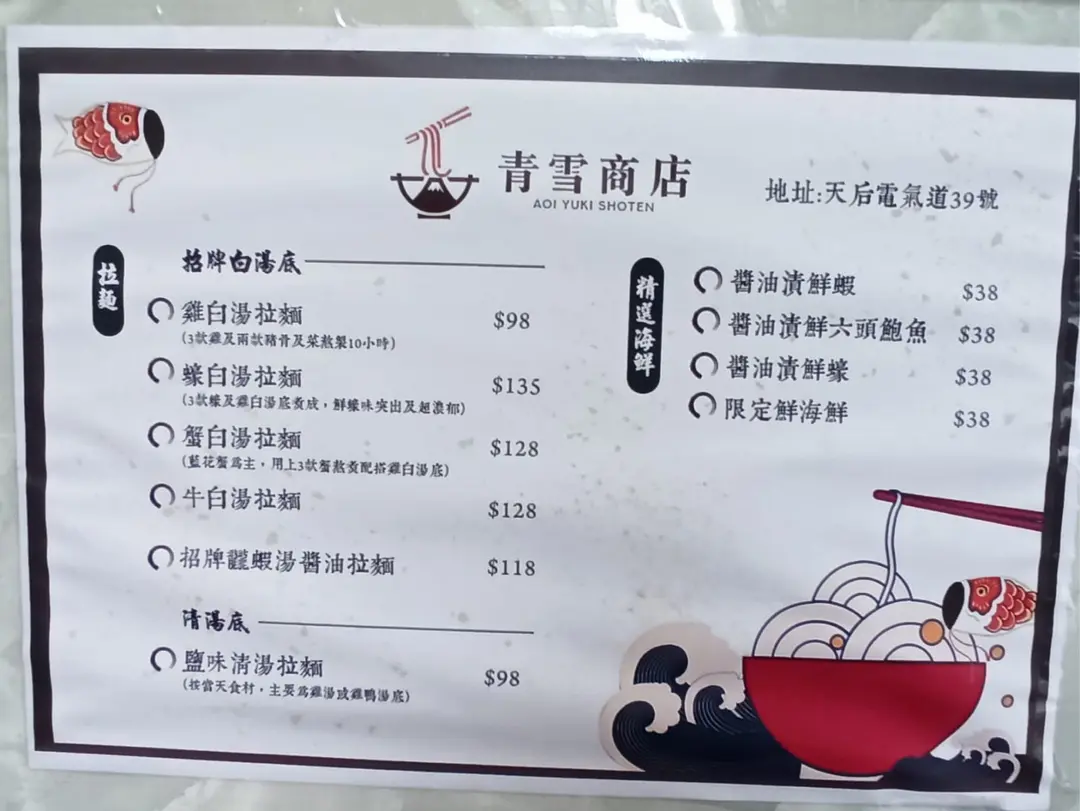 青雪商店
AOI YUKI SHOTEN
地址:天后電氣道39號
拉麵
招牌白湯底
雞白湯拉麵 $98
(3款雞及兩款豬骨及菜熬製10小時)
蠔白湯拉麵 $135
(3款蠔及雞白湯底煮成，鮮蠔味突出及超濃郁)
蟹白湯拉麵 $128
(藍花蟹為主，用上3款蟹熬煮配搭雞白湯底)
牛白湯拉麵 $128
招牌龖蝦湯醬油拉麵 $118
清湯底
鹽味清湯拉麵 $98
(按當天食材，主要為雞湯或雞鴨湯底)
精選海鮮
醬油漬鮮蝦 $38
醬油漬鮮六頭鮑魚 $38
醬油漬鮮蠔 $38
限定鮮海鮮 $38